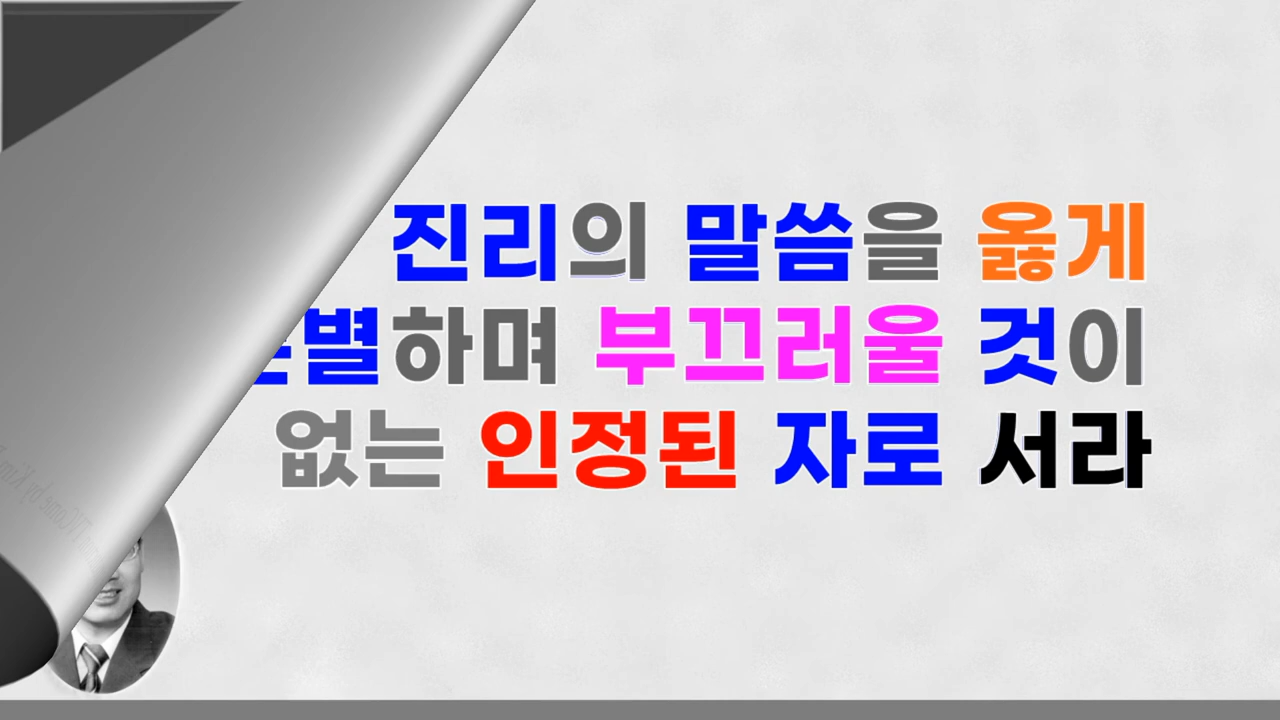 진리의 말씀을 옳게
하며 부끄러울 것이
없는 인정된 자로 서라